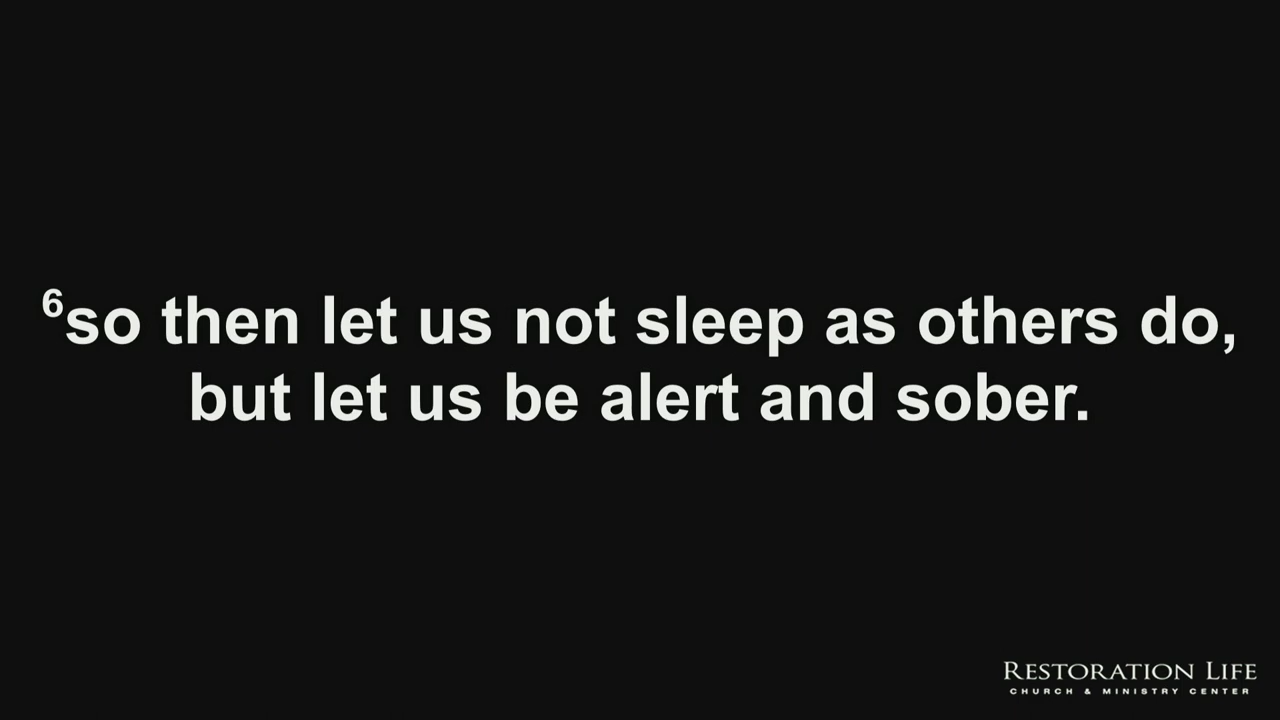 ⁶so then let us not sleep as others do,
but let us be alert and sober.
RESTORATION LIFE
CHURCH & MINISTRY CENTER